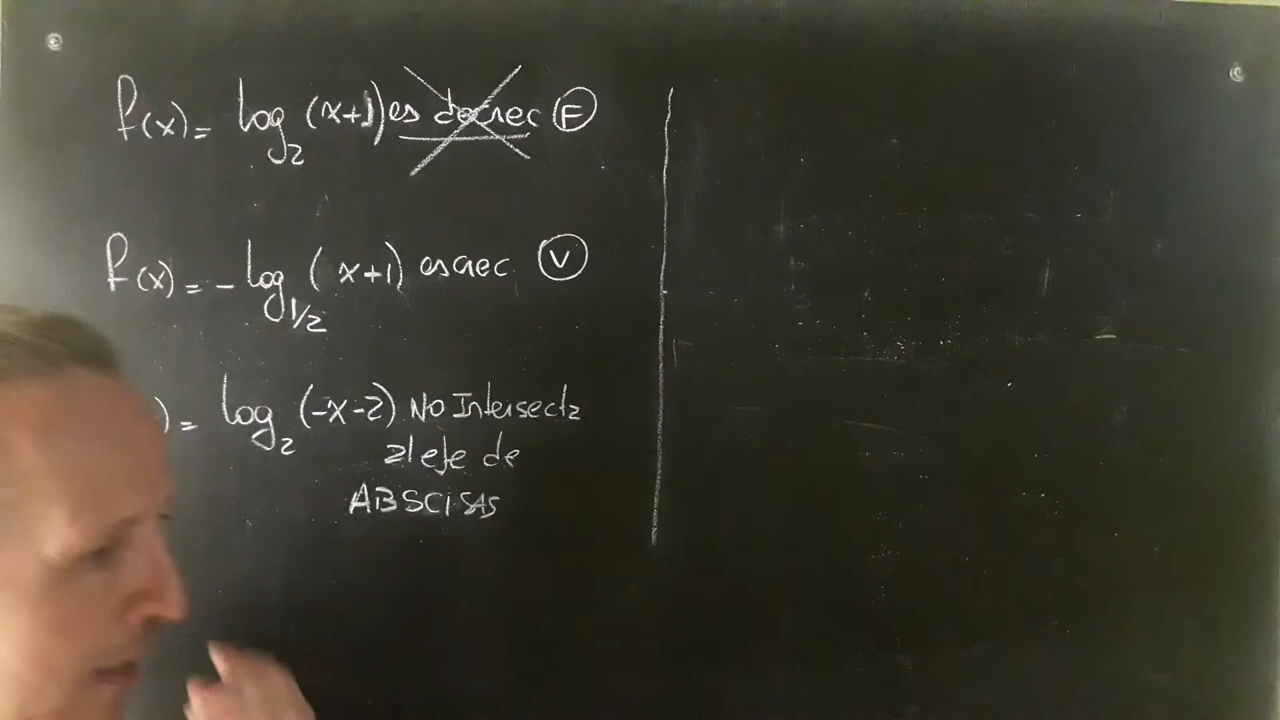 f(x) = log₂ (x+1) es decrec Ⓕ
f(x) = - log₁/₂ (x+1) es crec. Ⓥ
) = log₂ (-x-2) No Intersecta
al eje de
ABSCISAS